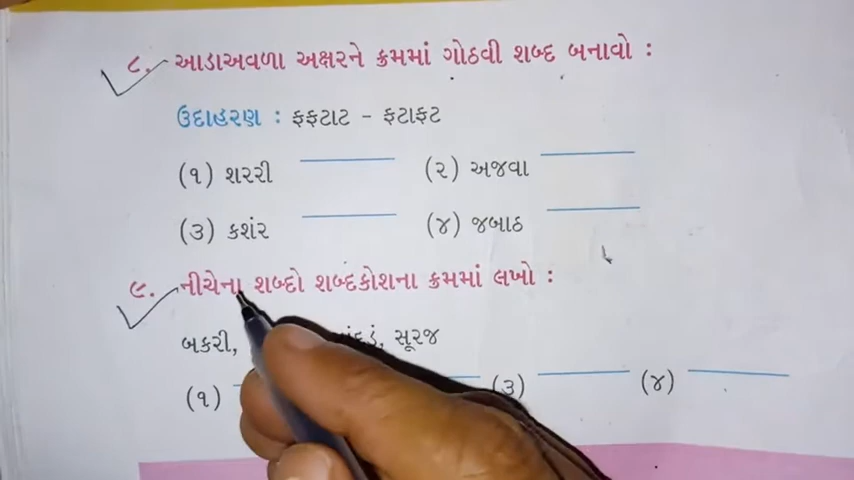 ૮. આડાઅવળા અક્ષરને ક્રમમાં ગોઠવી શબ્દ બનાવો :
ઉદાહરણ : ફફટાટ - ફટાફટ
(૧) શરરી (૨) અજવા
(૩) કશંર (૪) જબાઠ
૯. નીચેના શબ્દો શબ્દકોશના ક્રમમાં લખો :
બકરી, સૂરજ
(૧) (૩) (૪)